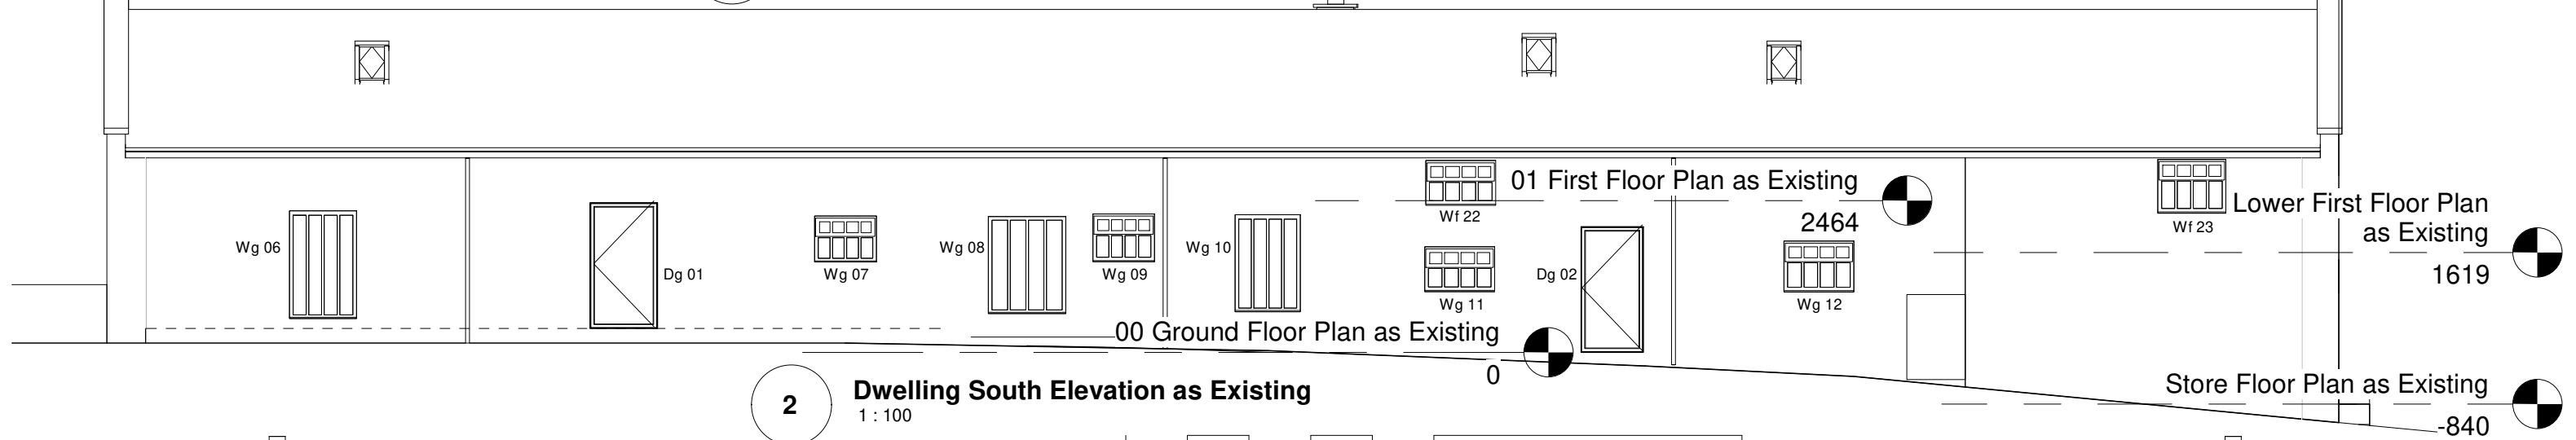 01 First Floor Plan as Existing
2464
Wf 22
Wf 23
Lower First Floor Plan
as Existing
1619
Wg 06
Dg 01
Wg 07
Wg 08
Wg 09
Wg 10
Wg 11
Dg 02
Wg 12
00 Ground Floor Plan as Existing
0
2
Dwelling South Elevation as Existing
1 : 100
Store Floor Plan as Existing
-840